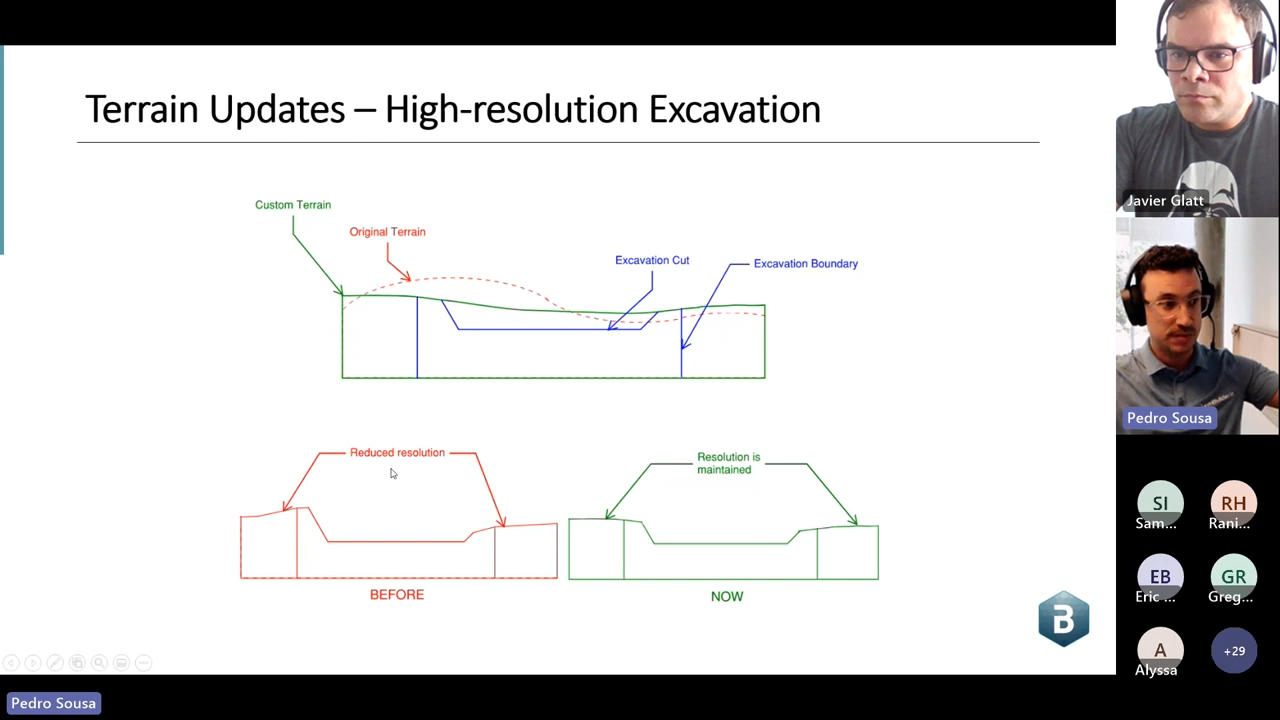 Terrain Updates – High-resolution Excavation
Custom Terrain
Original Terrain
Excavation Cut
Excavation Boundary
Reduced resolution
Resolution is
maintained
BEFORE
NOW
B
Pedro Sousa
Javier Glatt
Pedro Sousa
SI
RH
Sam...
Rani...
EB
GR
Eric ...
Greg...
A
+29
Alyssa